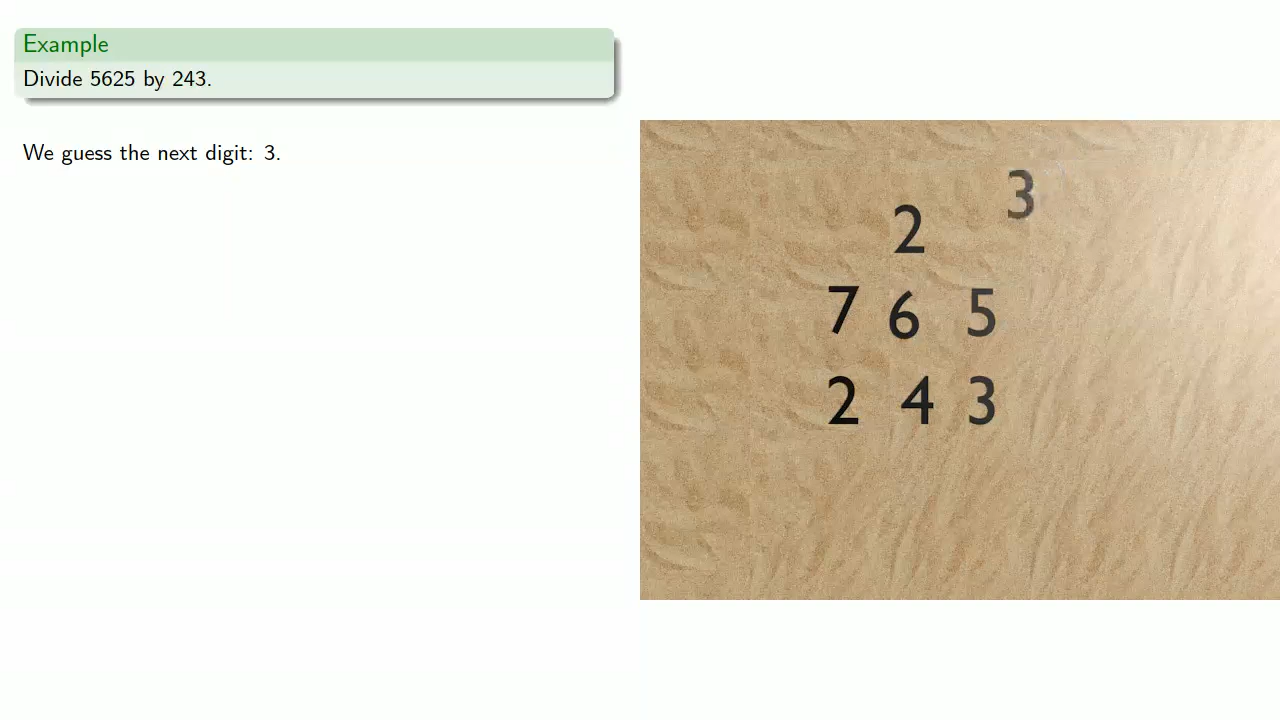 Example
Divide 5625 by 243.
We guess the next digit: 3.
3
2
7 6 5
2 4 3